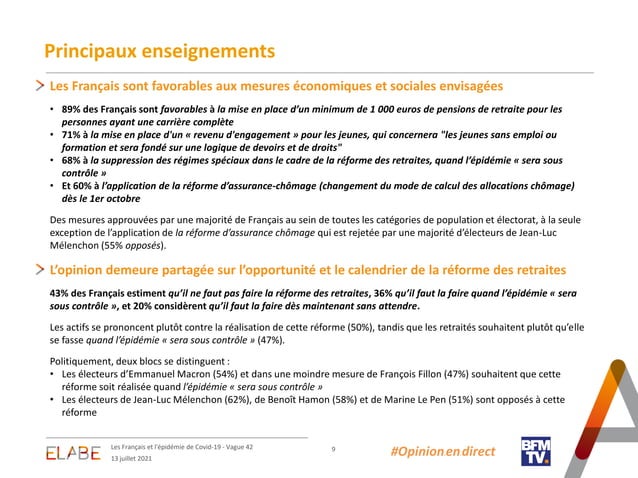 Principaux enseignements
Les Français sont favorables aux mesures économiques et sociales envisagées
• 89% des Français sont favorables à la mise en place d’un minimum de 1 000 euros de pensions de retraite pour les
personnes ayant une carrière complète
• 71% à la mise en place d'un « revenu d'engagement » pour les jeunes, qui concernera "les jeunes sans emploi ou
formation et sera fondé sur une logique de devoirs et de droits"
• 68% à la suppression des régimes spéciaux dans le cadre de la réforme des retraites, quand l’épidémie « sera sous
contrôle »
• Et 60% à l’application de la réforme d’assurance-chômage (changement du mode de calcul des allocations chômage)
dès le 1er octobre
Des mesures approuvées par une majorité de Français au sein de toutes les catégories de population et électorat, à la seule
exception de l’application de la réforme d’assurance chômage qui est rejetée par une majorité d’électeurs de Jean-Luc
Mélenchon (55% opposés).
L’opinion demeure partagée sur l’opportunité et le calendrier de la réforme des retraites
43% des Français estiment qu’il ne faut pas faire la réforme des retraites, 36% qu’il faut la faire quand l’épidémie « sera
sous contrôle », et 20% considèrent qu’il faut la faire dès maintenant sans attendre.
Les actifs se prononcent plutôt contre la réalisation de cette réforme (50%), tandis que les retraités souhaitent plutôt qu’elle
se fasse quand l’épidémie « sera sous contrôle » (47%).
Politiquement, deux blocs se distinguent :
• Les électeurs d’Emmanuel Macron (54%) et dans une moindre mesure de François Fillon (47%) souhaitent que cette
réforme soit réalisée quand l’épidémie « sera sous contrôle »
• Les électeurs de Jean-Luc Mélenchon (62%), de Benoît Hamon (58%) et de Marine Le Pen (51%) sont opposés à cette
réforme
ELABE
Les Français et l’épidémie de Covid-19 - Vague 42
13 juillet 2021
9
#Opinion en direct
BFM
TV.